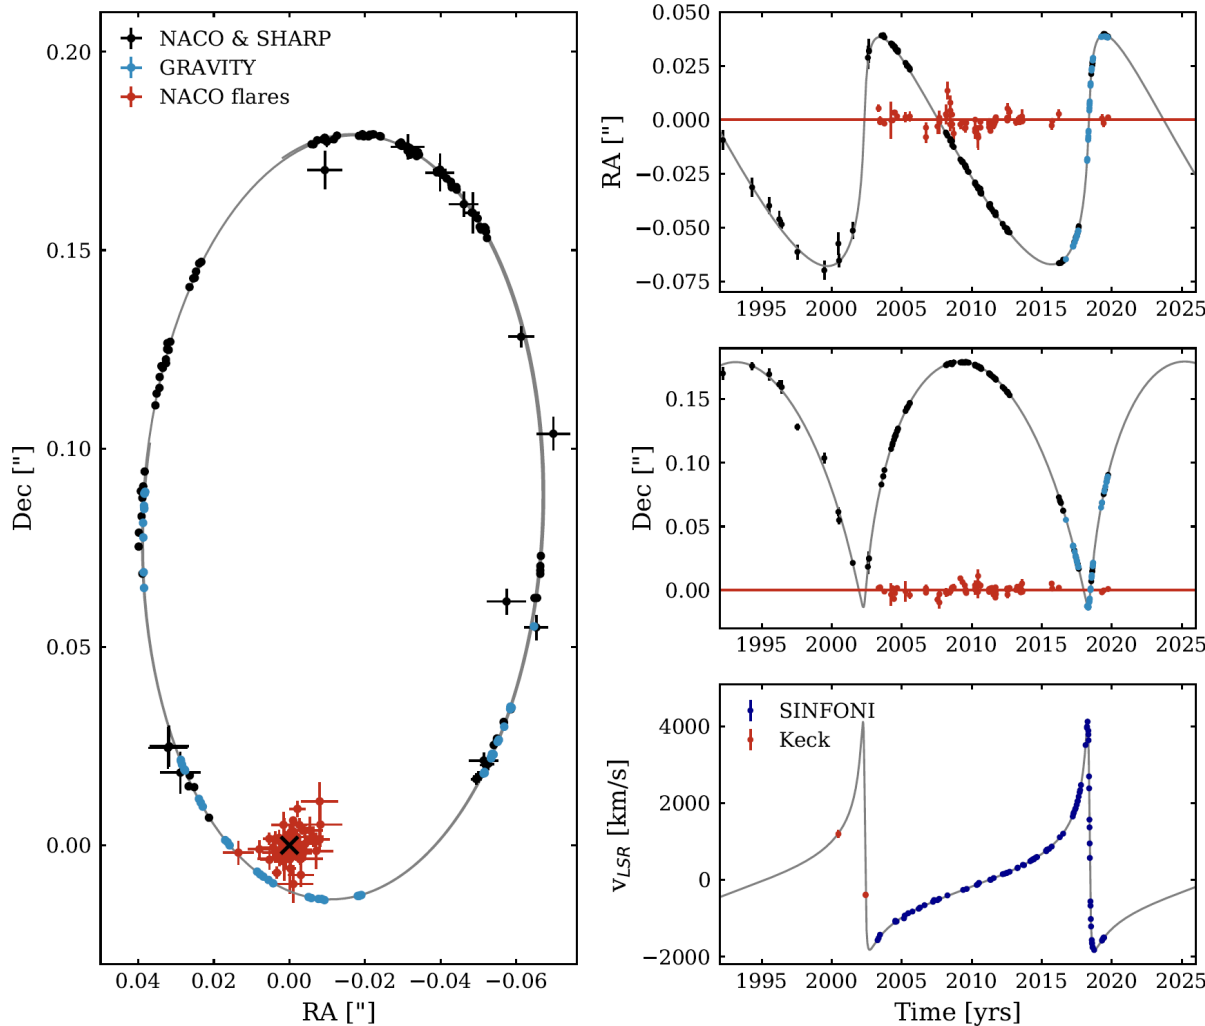 0.20
0.15
0.10
0.05
0.00
Dec ["]
NACO & SHARP
GRAVITY
NACO flares
0.04 0.02 0.00 −0.02 −0.04 −0.06
RA ["]
0.050
0.025
0.000
−0.025
−0.050
−0.075
RA ["]
1995 2000 2005 2010 2015 2020 2025
0.15
0.10
0.05
0.00
Dec ["]
1995 2000 2005 2010 2015 2020 2025
4000
2000
0
−2000
v_LSR [km/s]
SINFONI
Keck
1995 2000 2005 2010 2015 2020 2025
Time [yrs]